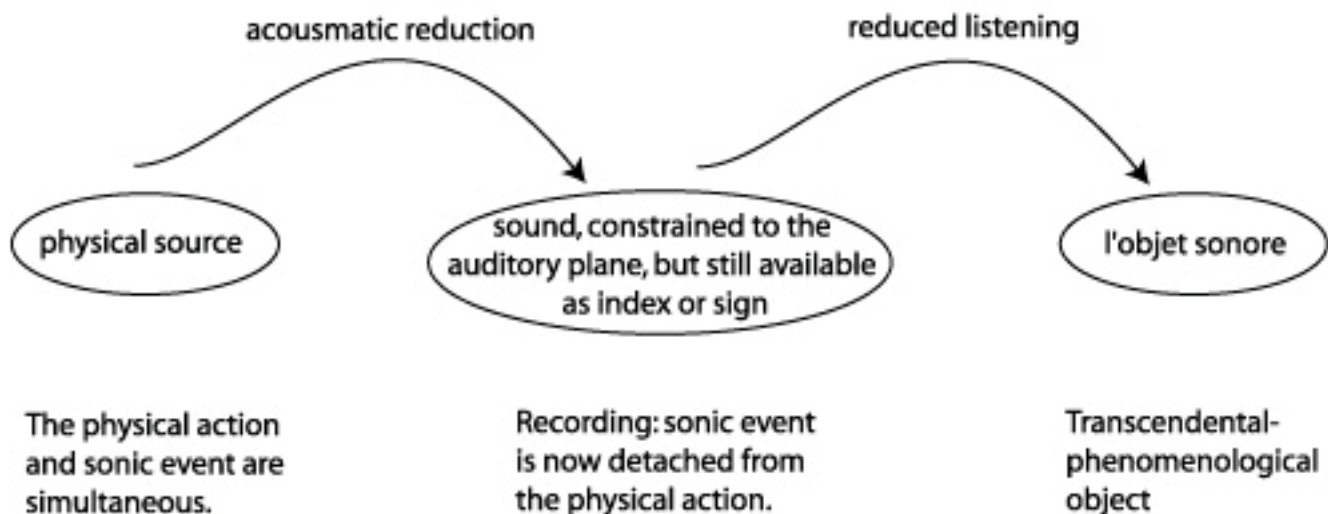 acousmatic reduction
reduced listening
physical source
sound, constrained to the
auditory plane, but still available
as index or sign
l'objet sonore
The physical action
and sonic event are
simultaneous.
Recording: sonic event
is now detached from
the physical action.
Transcendental-
phenomenological
object